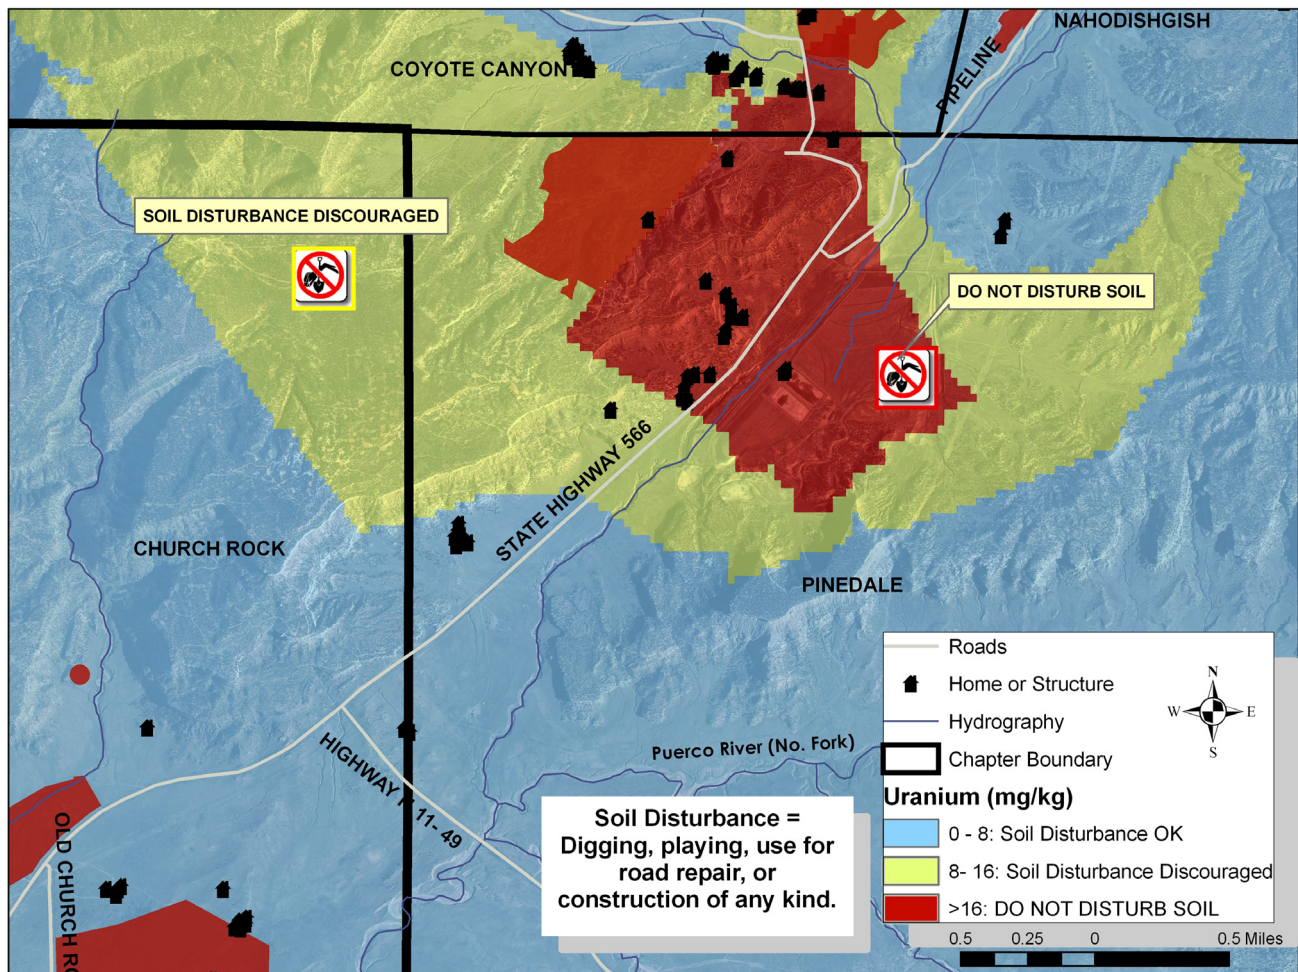 NAHODISHGISH
COYOTE CANYON
PIPELINE
SOIL DISTURBANCE DISCOURAGED
DO NOT DISTURB SOIL
STATE HIGHWAY 566
CHURCH ROCK
PINEDALE
HIGHWAY 11- 49
Puerco River (No. Fork)
OLD CHURCH
Soil Disturbance =
Digging, playing, use for
road repair, or
construction of any kind.
Roads
Home or Structure
Hydrography
Chapter Boundary
N
W E
S
Uranium (mg/kg)
0 - 8: Soil Disturbance OK
8- 16: Soil Disturbance Discouraged
>16: DO NOT DISTURB SOIL
0.5 0.25 0 0.5 Miles